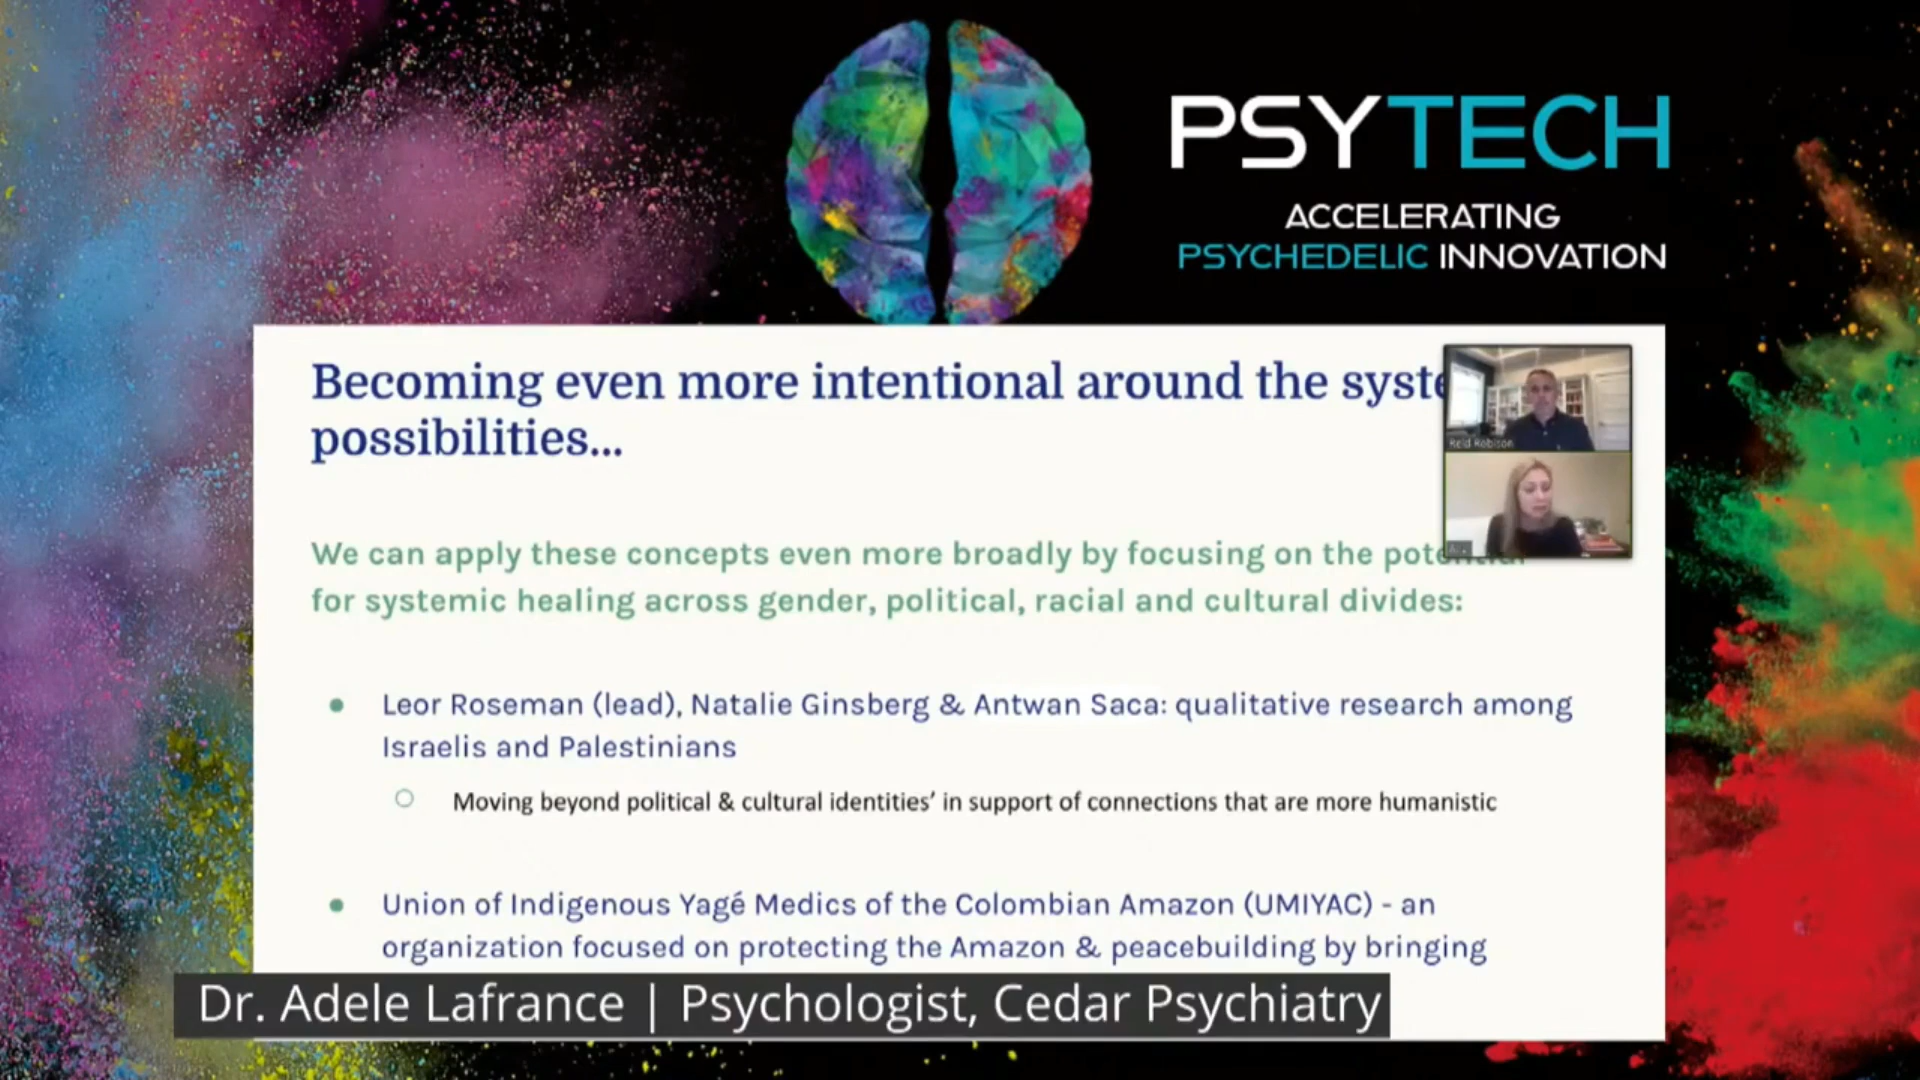 PSYTECH
ACCELERATING
PSYCHEDELIC INNOVATION
Becoming even more intentional around the
possibilities...
Reid Robison
We can apply these concepts even more broadly by focusing on the
for systemic healing across gender, political, racial and cultural divides:
Leor Roseman (lead), Natalie Ginsberg & Antwan Saca: qualitative research among
Israelis and Palestinians
Moving beyond political & cultural identities’ in support of connections that are more humanistic
Union of Indigenous Yagé Medics of the Colombian Amazon (UMIYAC) - an
organization focused on protecting the Amazon & peacebuilding by bringing
Dr. Adele Lafrance | Psychologist, Cedar Psychiatry